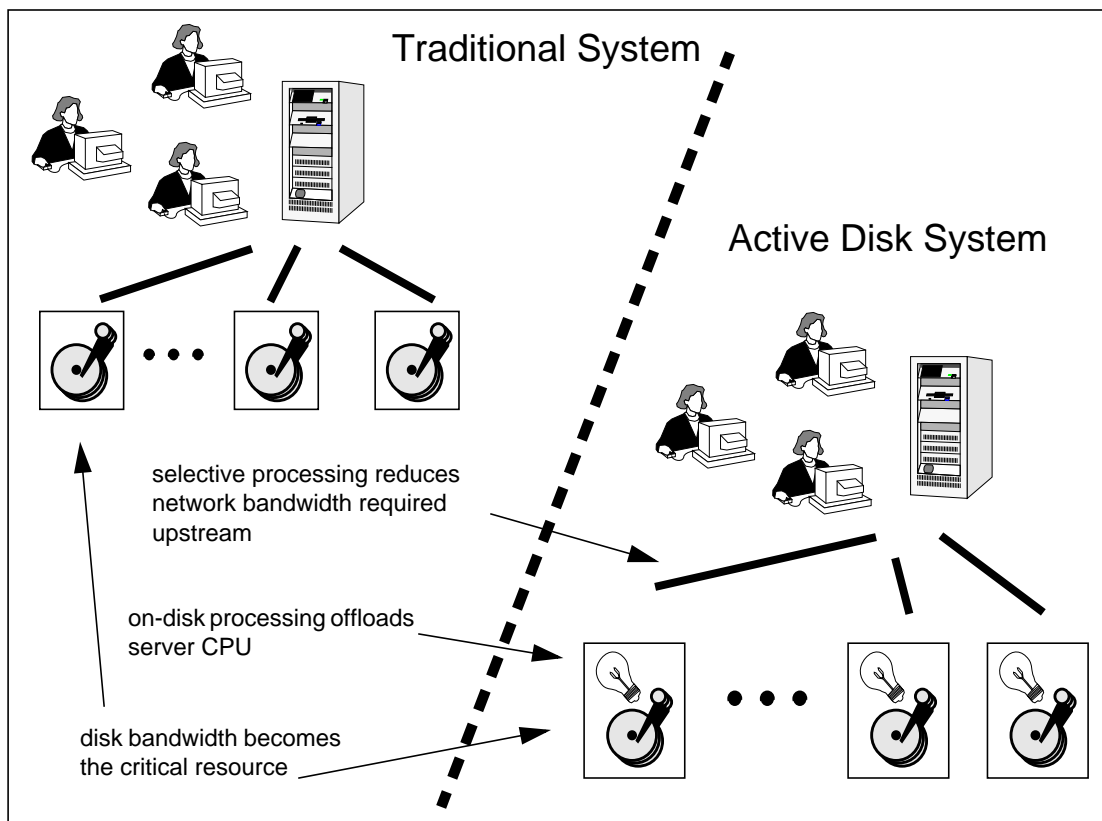 Traditional System
Active Disk System
selective processing reduces
network bandwidth required
upstream
on-disk processing offloads
server CPU
disk bandwidth becomes
the critical resource